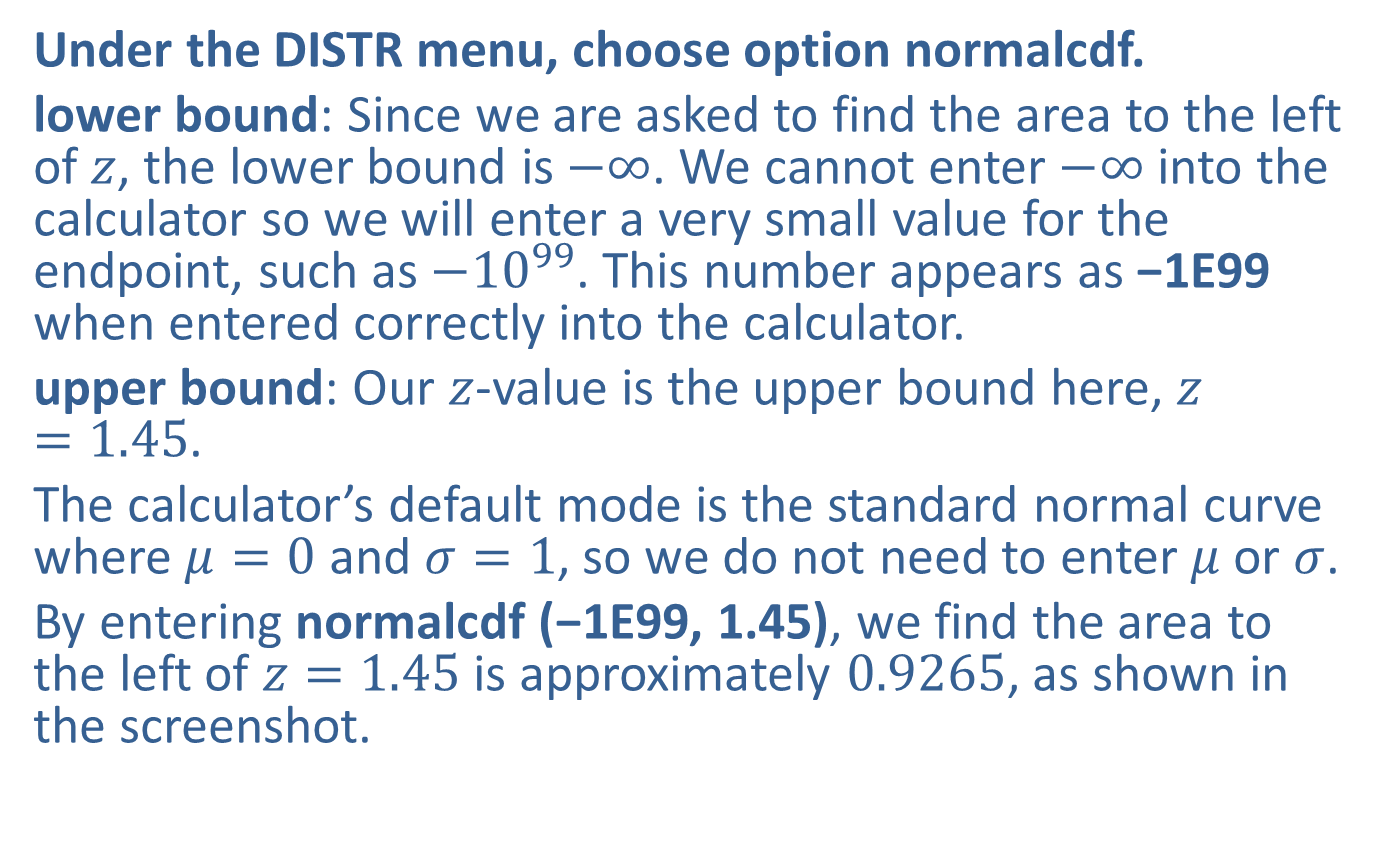 Under the DISTR menu, choose option normalcdf.
lower bound: Since we are asked to find the area to the left
of z, the lower bound is −∞. We cannot enter −∞ into the
calculator so we will enter a very small value for the
endpoint, such as −10⁹⁹. This number appears as −1E99
when entered correctly into the calculator.
upper bound: Our z-value is the upper bound here, z
= 1.45.
The calculator’s default mode is the standard normal curve
where μ = 0 and σ = 1, so we do not need to enter μ or σ.
By entering normalcdf (−1E99, 1.45), we find the area to
the left of z = 1.45 is approximately 0.9265, as shown in
the screenshot.